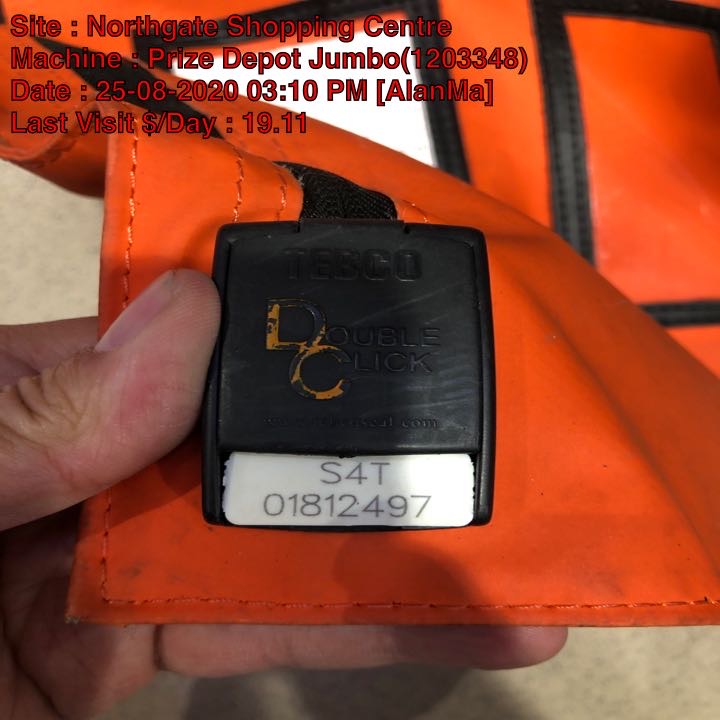 Site : Northgate Shopping Centre
Machine : Prize Depot Jumbo(1203348)
Date : 25-08-2020 03:10 PM [AlanMa]
Last Visit $/Day : 19.11
TEBCO
DOUBLE
CLICK
S4T
01812497